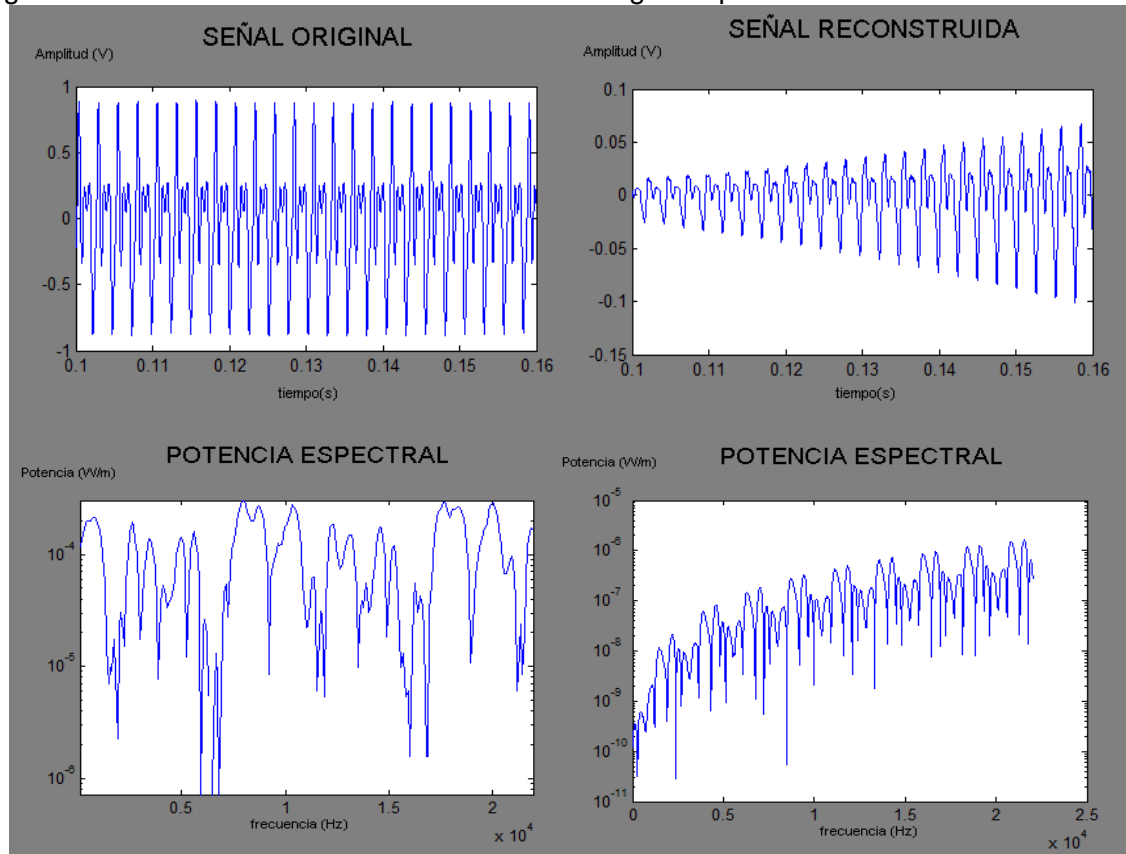 SEÑAL ORIGINAL
Amplitud (V)
1
0.5
0
-0.5
-1
0.1 0.11 0.12 0.13 0.14 0.15 0.16
tiempo(s)
SEÑAL RECONSTRUIDA
Amplitud (V)
0.1
0.05
0
-0.05
-0.1
-0.15
0.1 0.11 0.12 0.13 0.14 0.15 0.16
tiempo(s)
POTENCIA ESPECTRAL
Potencia (W/m)
10^-4
10^-5
10^-6
0.5 1 1.5 2
frecuencia (Hz)
x 10^4
POTENCIA ESPECTRAL
Potencia (W/m)
10^-5
10^-6
10^-7
10^-8
10^-9
10^-10
10^-11
0 0.5 1 1.5 2 2.5
frecuencia (Hz)
x 10^4